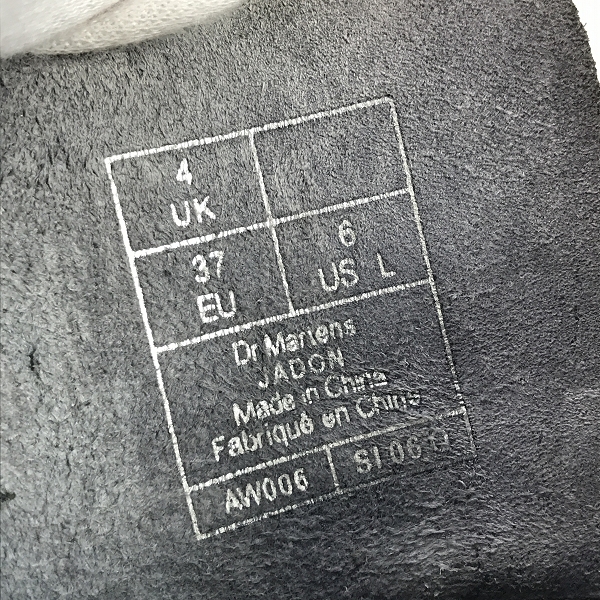 4
UK
37
EU
6
US L
Dr Martens
JADON
Made in China
Fabriqué en Chine
AW006